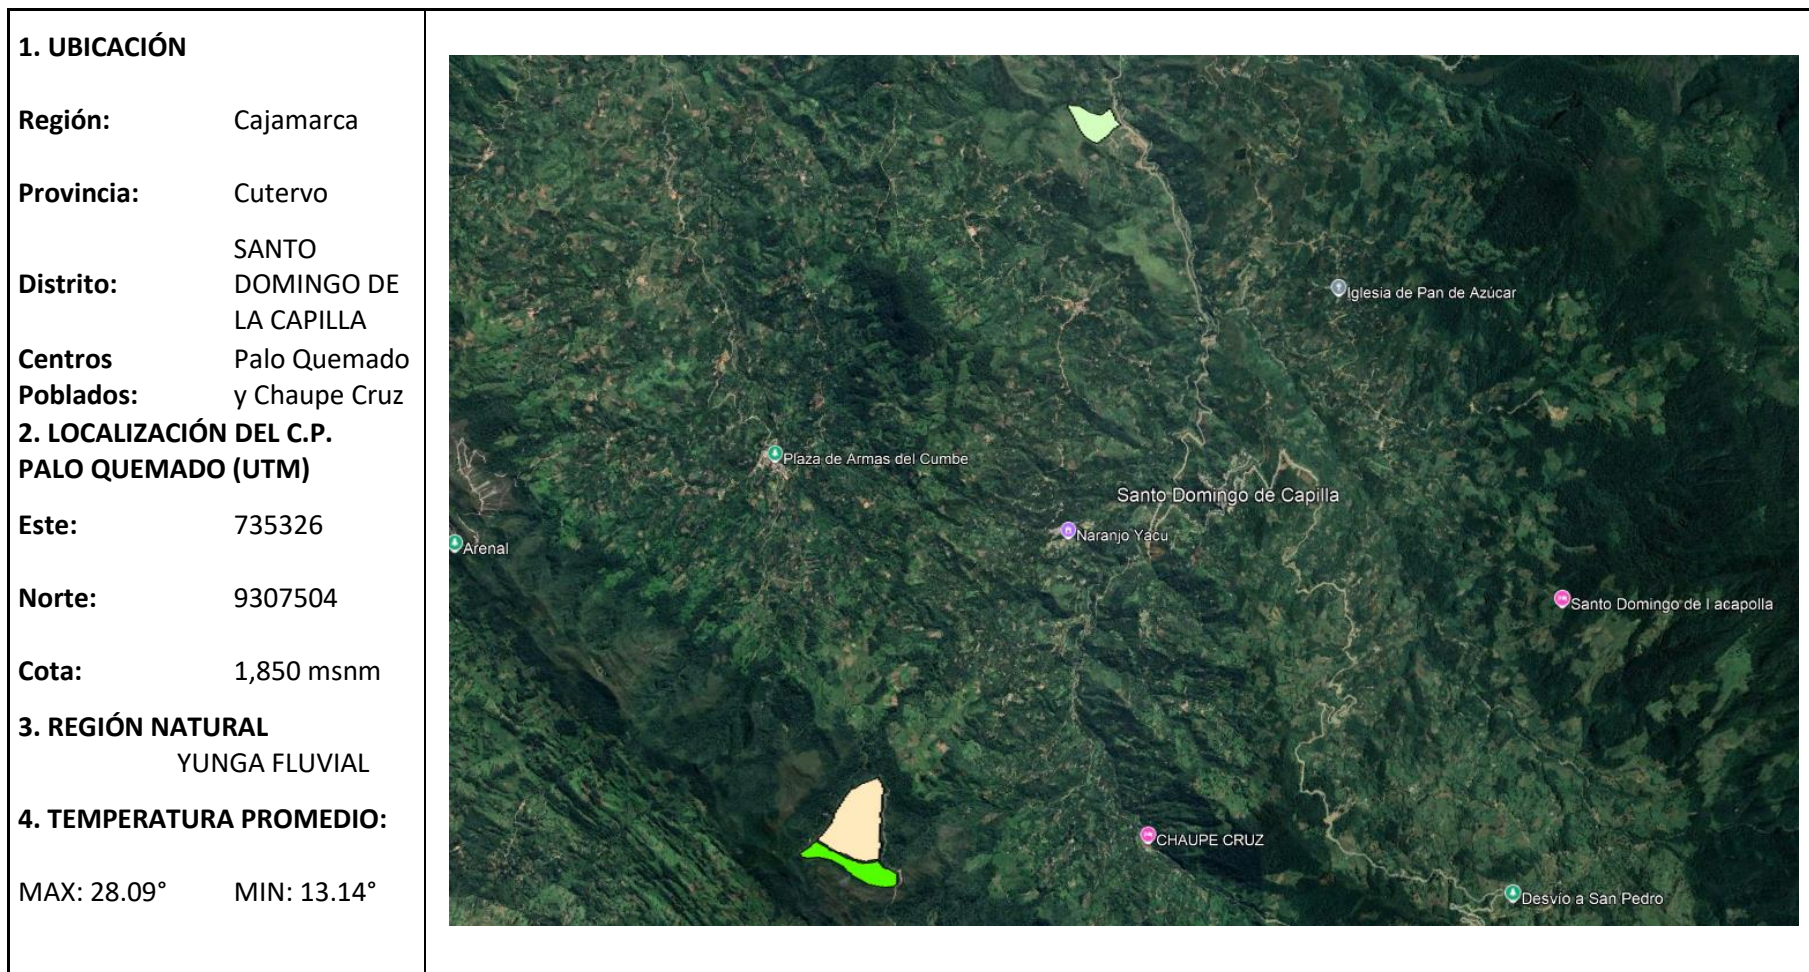 1. UBICACIÓN
Región: Cajamarca
Provincia: Cutervo
SANTO
Distrito: DOMINGO DE
LA CAPILLA
Centros Palo Quemado
Poblados: y Chaupe Cruz
2. LOCALIZACIÓN DEL C.P.
PALO QUEMADO (UTM)
Este: 735326
Norte: 9307504
Cota: 1,850 msnm
3. REGIÓN NATURAL
YUNGA FLUVIAL
4. TEMPERATURA PROMEDIO:
MAX: 28.09° MIN: 13.14°
Iglesia de Pan de Azúcar
Plaza de Armas del Cumbe
Santo Domingo de Capilla
Naranjo Yacu
Arenal
Santo Domingo de l acapolla
CHAUPE CRUZ
Desvío a San Pedro